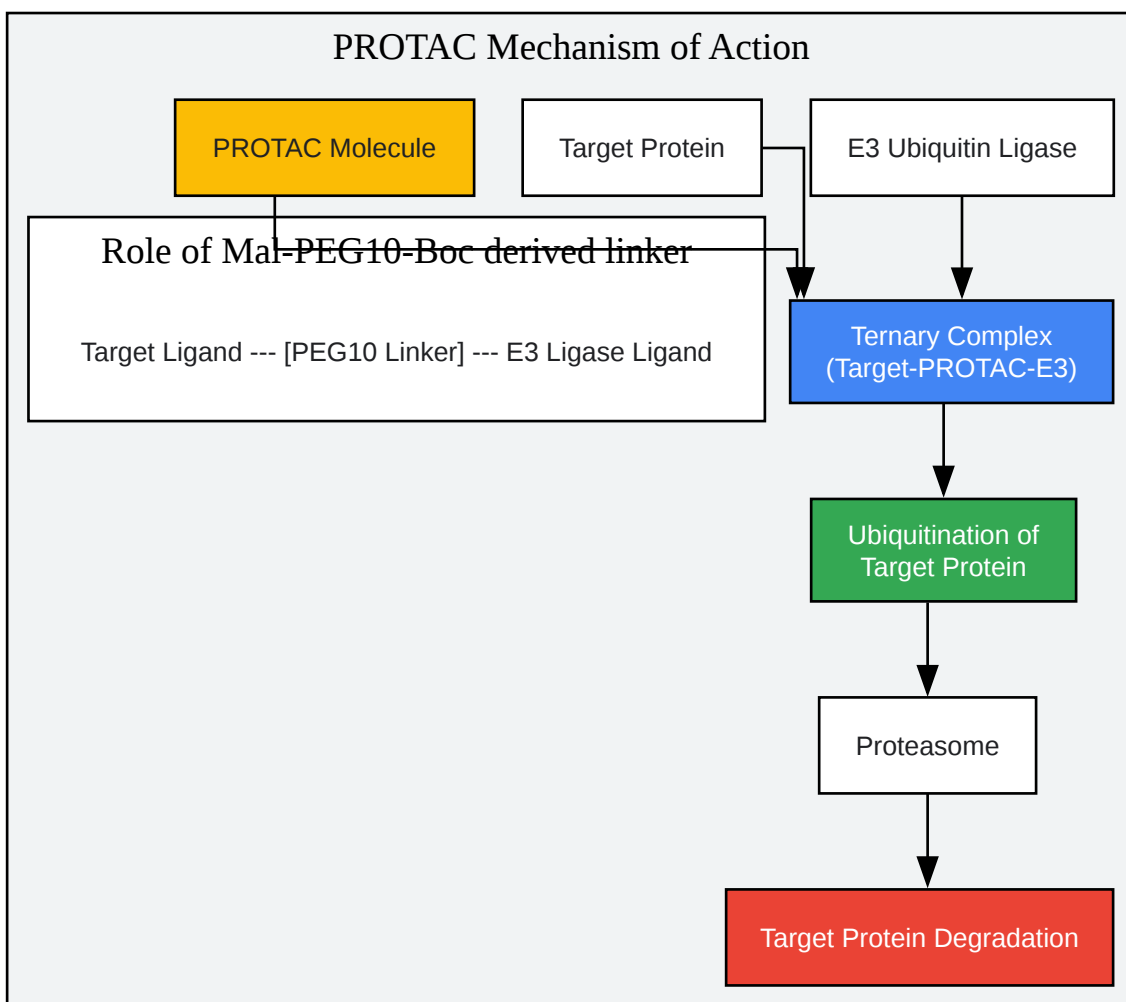 PROTAC Mechanism of Action
PROTAC Molecule
Target Protein
E3 Ubiquitin Ligase
Role of Mal-PEG10-Boc derived linker
Target Ligand --- [PEG10 Linker] --- E3 Ligase Ligand
Ternary Complex
(Target-PROTAC-E3)
Ubiquitination of
Target Protein
Proteasome
Target Protein Degradation